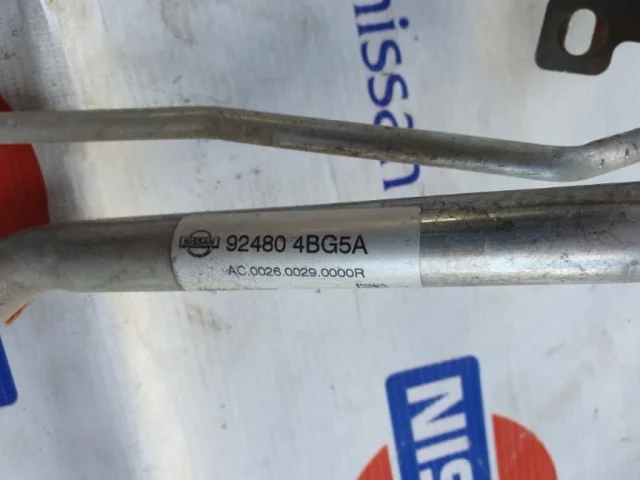 nissan
NISSAN 92480 4BG5A
AC.0026.0029.0000R
NIS